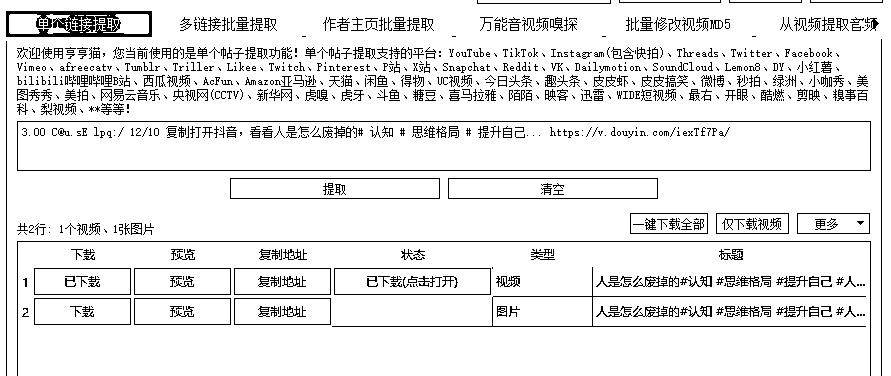 单个链接提取 多链接批量提取 作者主页批量提取 万能音视频嗅探 批量修改视频MD5 从视频提取音频
欢迎使用亨亨猫，您当前使用的是单个帖子提取功能！单个帖子提取支持的平台：YouTube、TikTok、Instagram(包含快拍)、Threads、Twitter、Facebook、
Vimeo、afreecatv、Tumblr、Triller、Likee、Twitch、Pinterest、P站、X站、Snapchat、Reddit、VK、Dailymotion、SoundCloud、Lemon8、DY、小红薯、
bilibili哔哩哔哩B站、西瓜视频、AcFun、Amazon亚马逊、天猫、闲鱼、得物、UC视频、今日头条、趣头条、皮皮虾、皮皮搞笑、微博、秒拍、绿洲、小咖秀、美
图秀秀、美拍、网易云音乐、央视网(CCTV)、新华网、虎嗅、虎牙、斗鱼、糖豆、喜马拉雅、陌陌、映客、迅雷、WIDE短视频、最右、开眼、酷燃、剪映、糗事百
科、梨视频、**等等！
3.00 C@u.sE lpq:/ 12/10 复制打开抖音，看看人是怎么废掉的# 认知 # 思维格局 # 提升自己... https://v.douyin.com/iexTf7Pa/
提取 清空
共2行：1个视频、1张图片 一键下载全部 仅下载视频 更多
下载 预览 复制地址 状态 类型 标题
1 已下载 预览 复制地址 已下载(点击打开) 视频 人是怎么废掉的#认知 #思维格局 #提升自己 #人...
2 下载 预览 复制地址 图片 人是怎么废掉的#认知 #思维格局 #提升自己 #人...